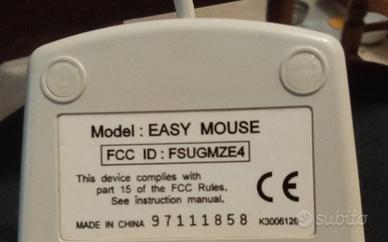 Model : EASY MOUSE
FCC ID : FSUGMZE4
This device complies with
part 15 of the FCC Rules.
See instruction manual.
CE
MADE IN CHINA 97111858 K3006126
subito